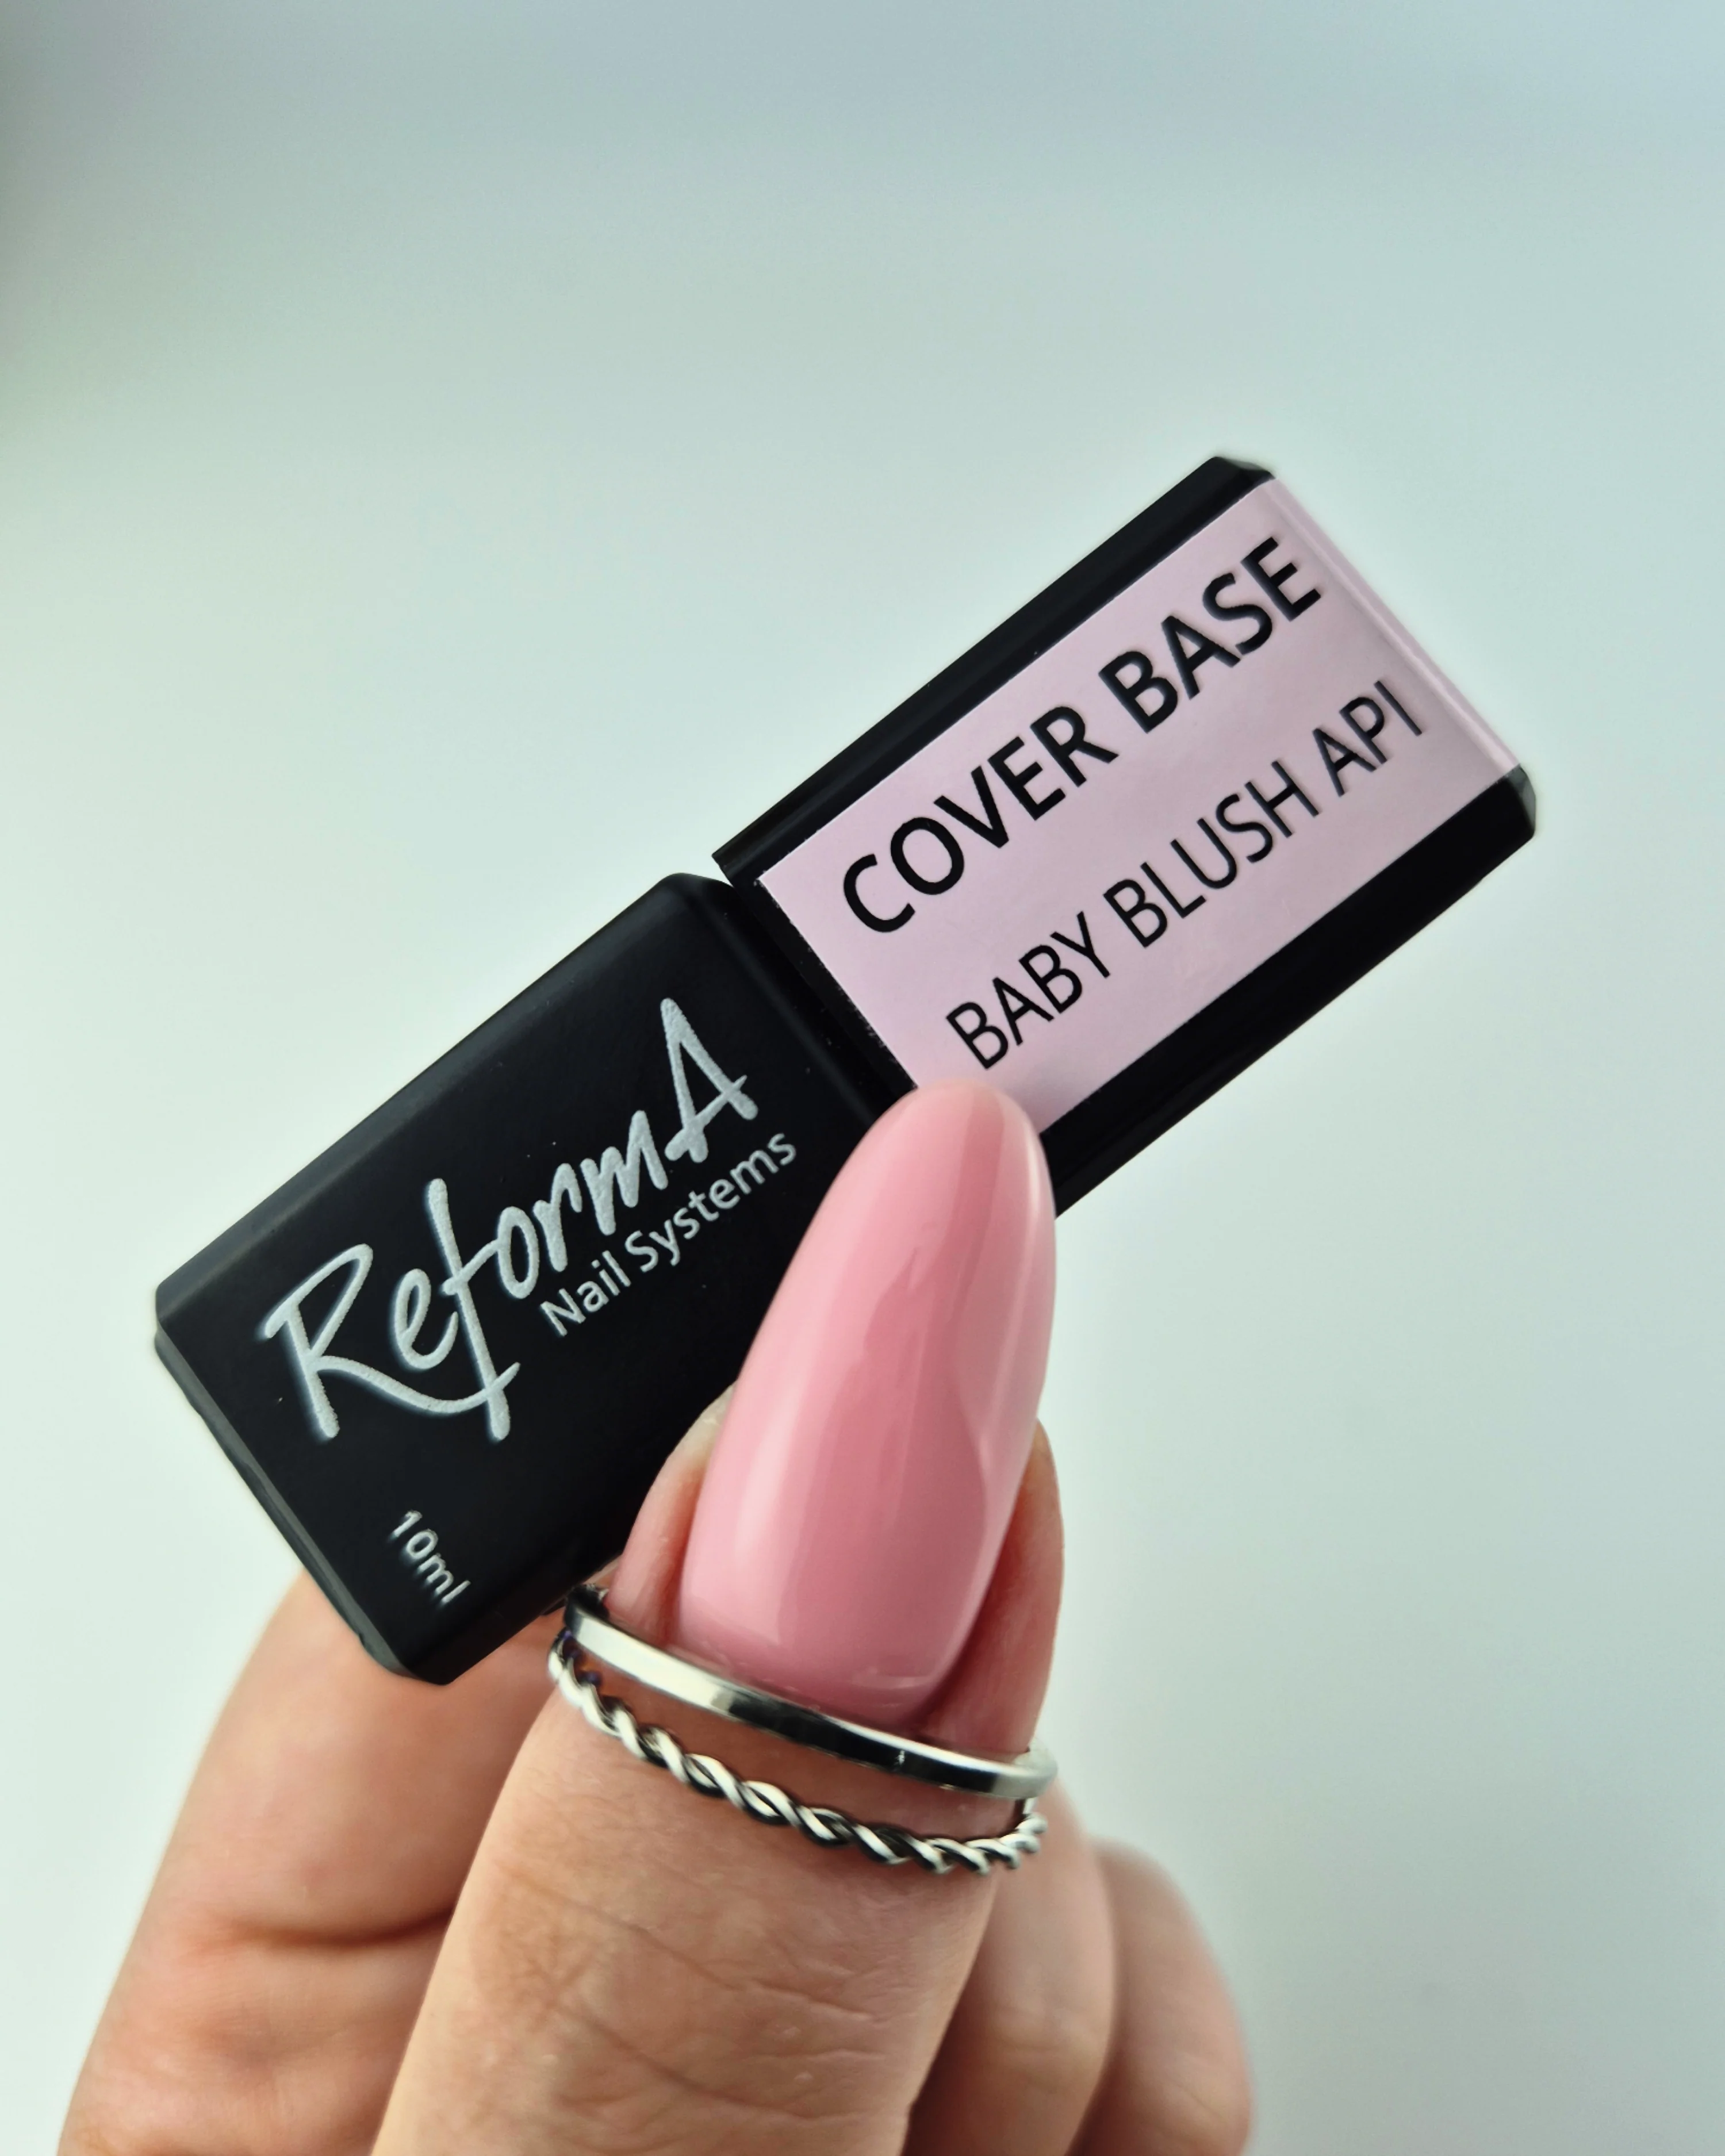 COVER BASE
BABY BLUSH API
ReformA
Nail Systems
10ml